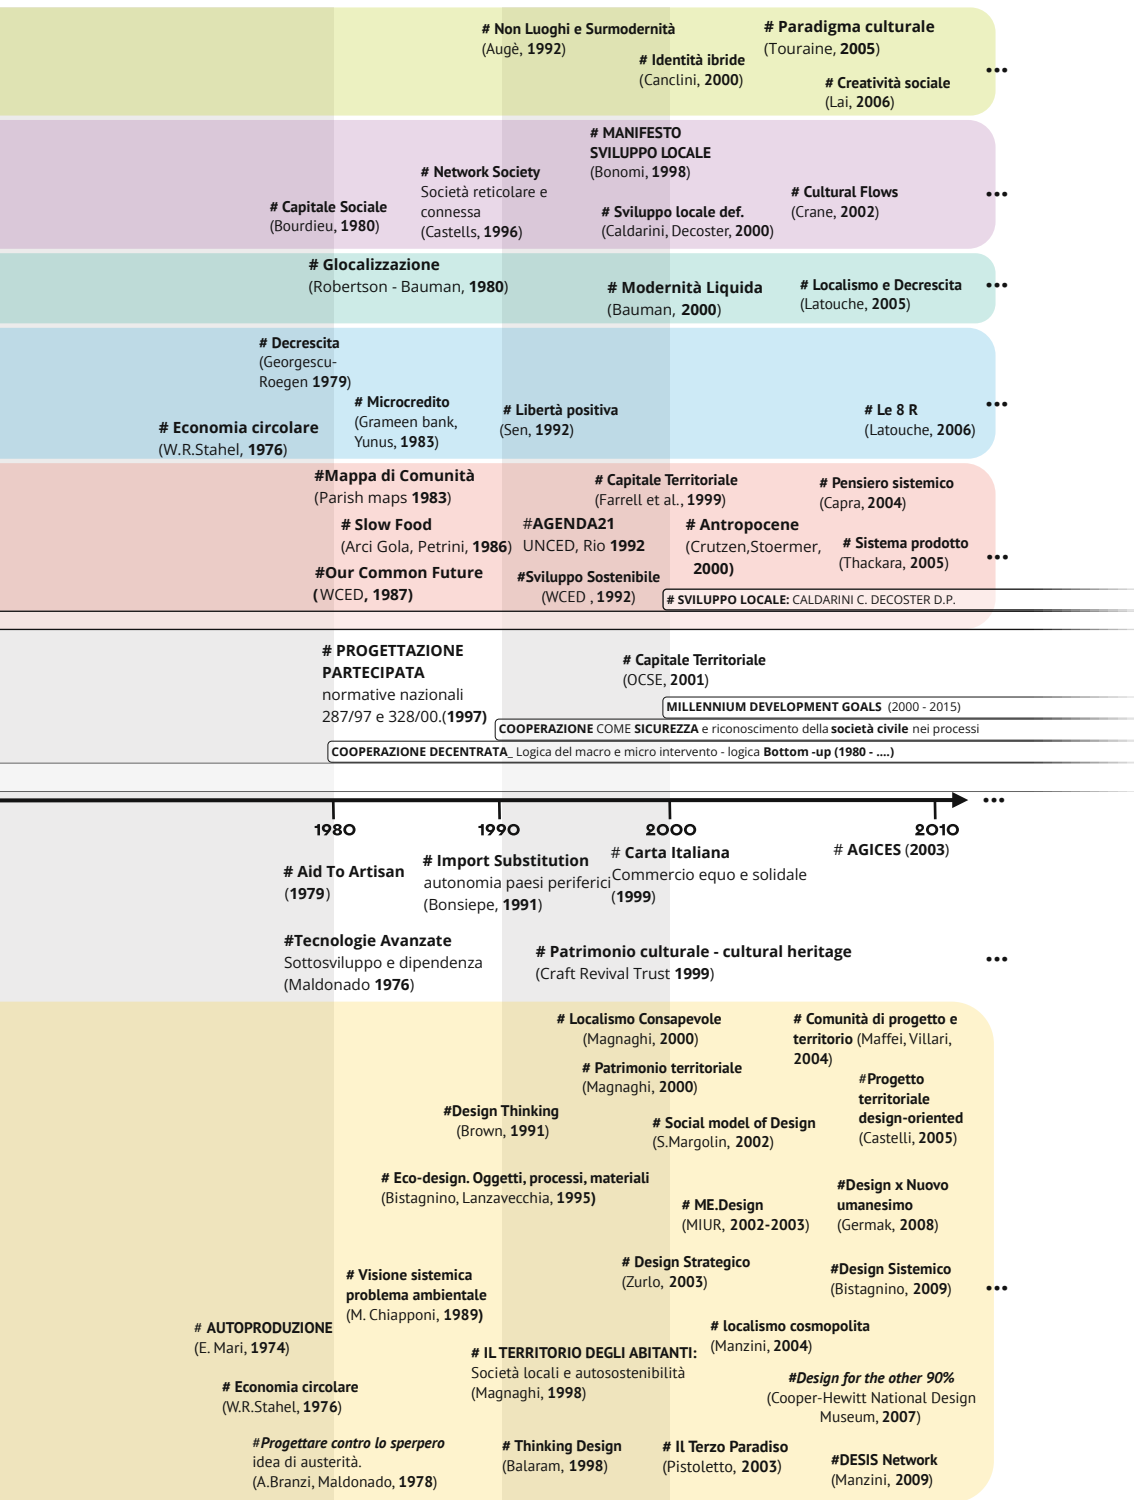 # Non Luoghi e Surmodernità
(Augè, 1992)
# Paradigma culturale
(Touraine, 2005)
# Identità ibride
(Canclini, 2000)
# Creatività sociale
(Lai, 2006)
...
# MANIFESTO
SVILUPPO LOCALE
(Bonomi, 1998)
# Network Society
Società reticolare e
connessa
(Castells, 1996)
# Capitale Sociale
(Bourdieu, 1980)
# Sviluppo locale def.
(Caldarini, Decoster, 2000)
# Cultural Flows
(Crane, 2002)
...
# Glocalizzazione
(Robertson - Bauman, 1980)
# Modernità Liquida
(Bauman, 2000)
# Localismo e Decrescita
(Latouche, 2005)
...
# Decrescita
(Georgescu-
Roegen 1979)
# Microcredito
(Grameen bank,
Yunus, 1983)
# Economia circolare
(W.R.Stahel, 1976)
# Libertà positiva
(Sen, 1992)
# Le 8 R
(Latouche, 2006)
...
#Mappa di Comunità
(Parish maps 1983)
# Capitale Territoriale
(Farrell et al., 1999)
# Pensiero sistemico
(Capra, 2004)
# Slow Food
(Arci Gola, Petrini, 1986)
#AGENDA21
UNCED, Rio 1992
# Antropocene
(Crutzen,Stoermer,
2000)
# Sistema prodotto
(Thackara, 2005)
...
#Our Common Future
(WCED, 1987)
#Sviluppo Sostenibile
(WCED , 1992)
# SVILUPPO LOCALE: CALDARINI C. DECOSTER D.P.
# PROGETTAZIONE
PARTECIPATA
normative nazionali
287/97 e 328/00.(1997)
# Capitale Territoriale
(OCSE, 2001)
MILLENNIUM DEVELOPMENT GOALS (2000 - 2015)
COOPERAZIONE COME SICUREZZA e riconoscimento della società civile nei processi
COOPERAZIONE DECENTRATA_ Logica del macro e micro intervento - logica Bottom -up (1980 - ....)
...
1980
1990
2000
2010
# Aid To Artisan
(1979)
# Import Substitution
autonomia paesi periferici
(Bonsiepe, 1991)
# Carta Italiana
Commercio equo e solidale
(1999)
# AGICES (2003)
#Tecnologie Avanzate
Sottosviluppo e dipendenza
(Maldonado 1976)
# Patrimonio culturale - cultural heritage
(Craft Revival Trust 1999)
...
# Localismo Consapevole
(Magnaghi, 2000)
# Comunità di progetto e
territorio (Maffei, Villari,
2004)
# Patrimonio territoriale
(Magnaghi, 2000)
#Progetto
territoriale
design-oriented
(Castelli, 2005)
#Design Thinking
(Brown, 1991)
# Social model of Design
(S.Margolin, 2002)
# Eco-design. Oggetti, processi, materiali
(Bistagnino, Lanzavecchia, 1995)
# ME.Design
(MIUR, 2002-2003)
#Design x Nuovo
umanesimo
(Germak, 2008)
# Design Strategico
(Zurlo, 2003)
#Design Sistemico
(Bistagnino, 2009)
...
# Visione sistemica
problema ambientale
(M. Chiapponi, 1989)
# AUTOPRODUZIONE
(E. Mari, 1974)
# localismo cosmopolita
(Manzini, 2004)
# IL TERRITORIO DEGLI ABITANTI:
Società locali e autosostenibilità
(Magnaghi, 1998)
# Economia circolare
(W.R.Stahel, 1976)
#Design for the other 90%
(Cooper-Hewitt National Design
Museum, 2007)
#Progettare contro lo sperpero
idea di austerità.
(A.Branzi, Maldonado, 1978)
# Thinking Design
(Balaram, 1998)
# Il Terzo Paradiso
(Pistoletto, 2003)
#DESIS Network
(Manzini, 2009)